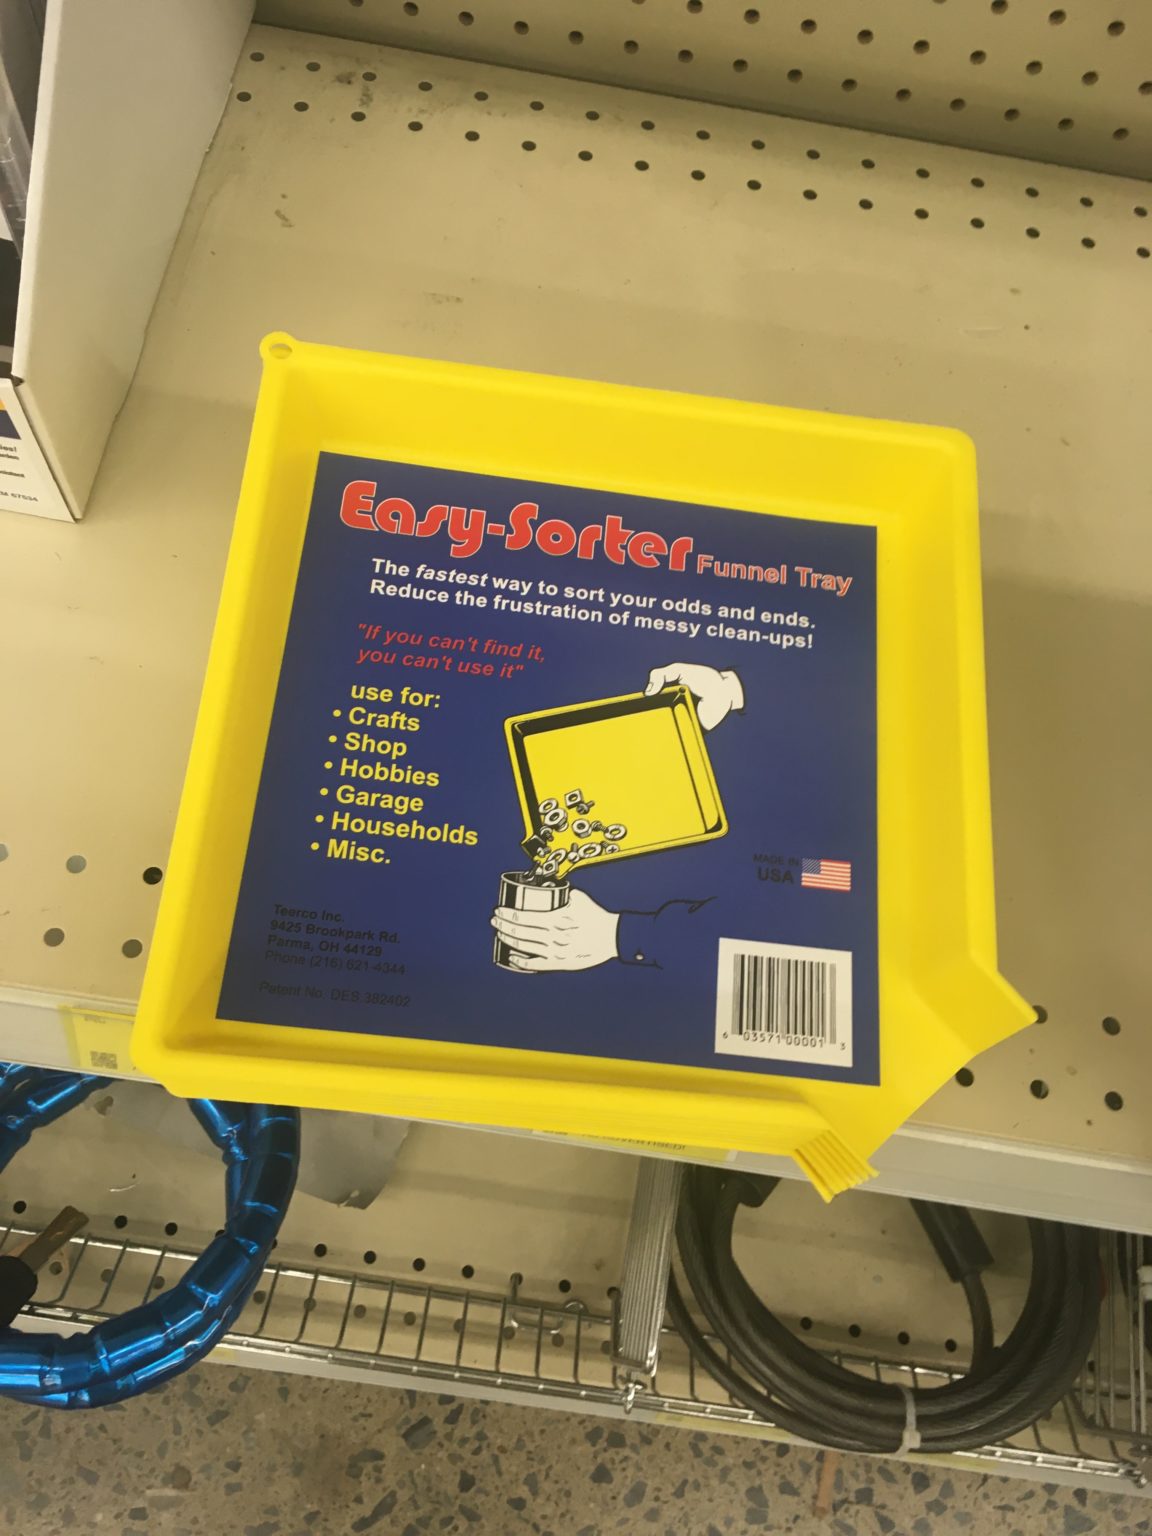 Easy-Sorter Funnel Tray
The fastest way to sort your odds and ends.
Reduce the frustration of messy clean-ups!
"If you can't find it,
you can't use it"
use for:
• Crafts
• Shop
• Hobbies
• Garage
• Households
• Misc.
MADE IN
USA
Teerco Inc.
9425 Brookpark Rd.
Parma, OH 44129
Phone (216) 621-4344
Patent No. DES.382402
6 03571 00001 3